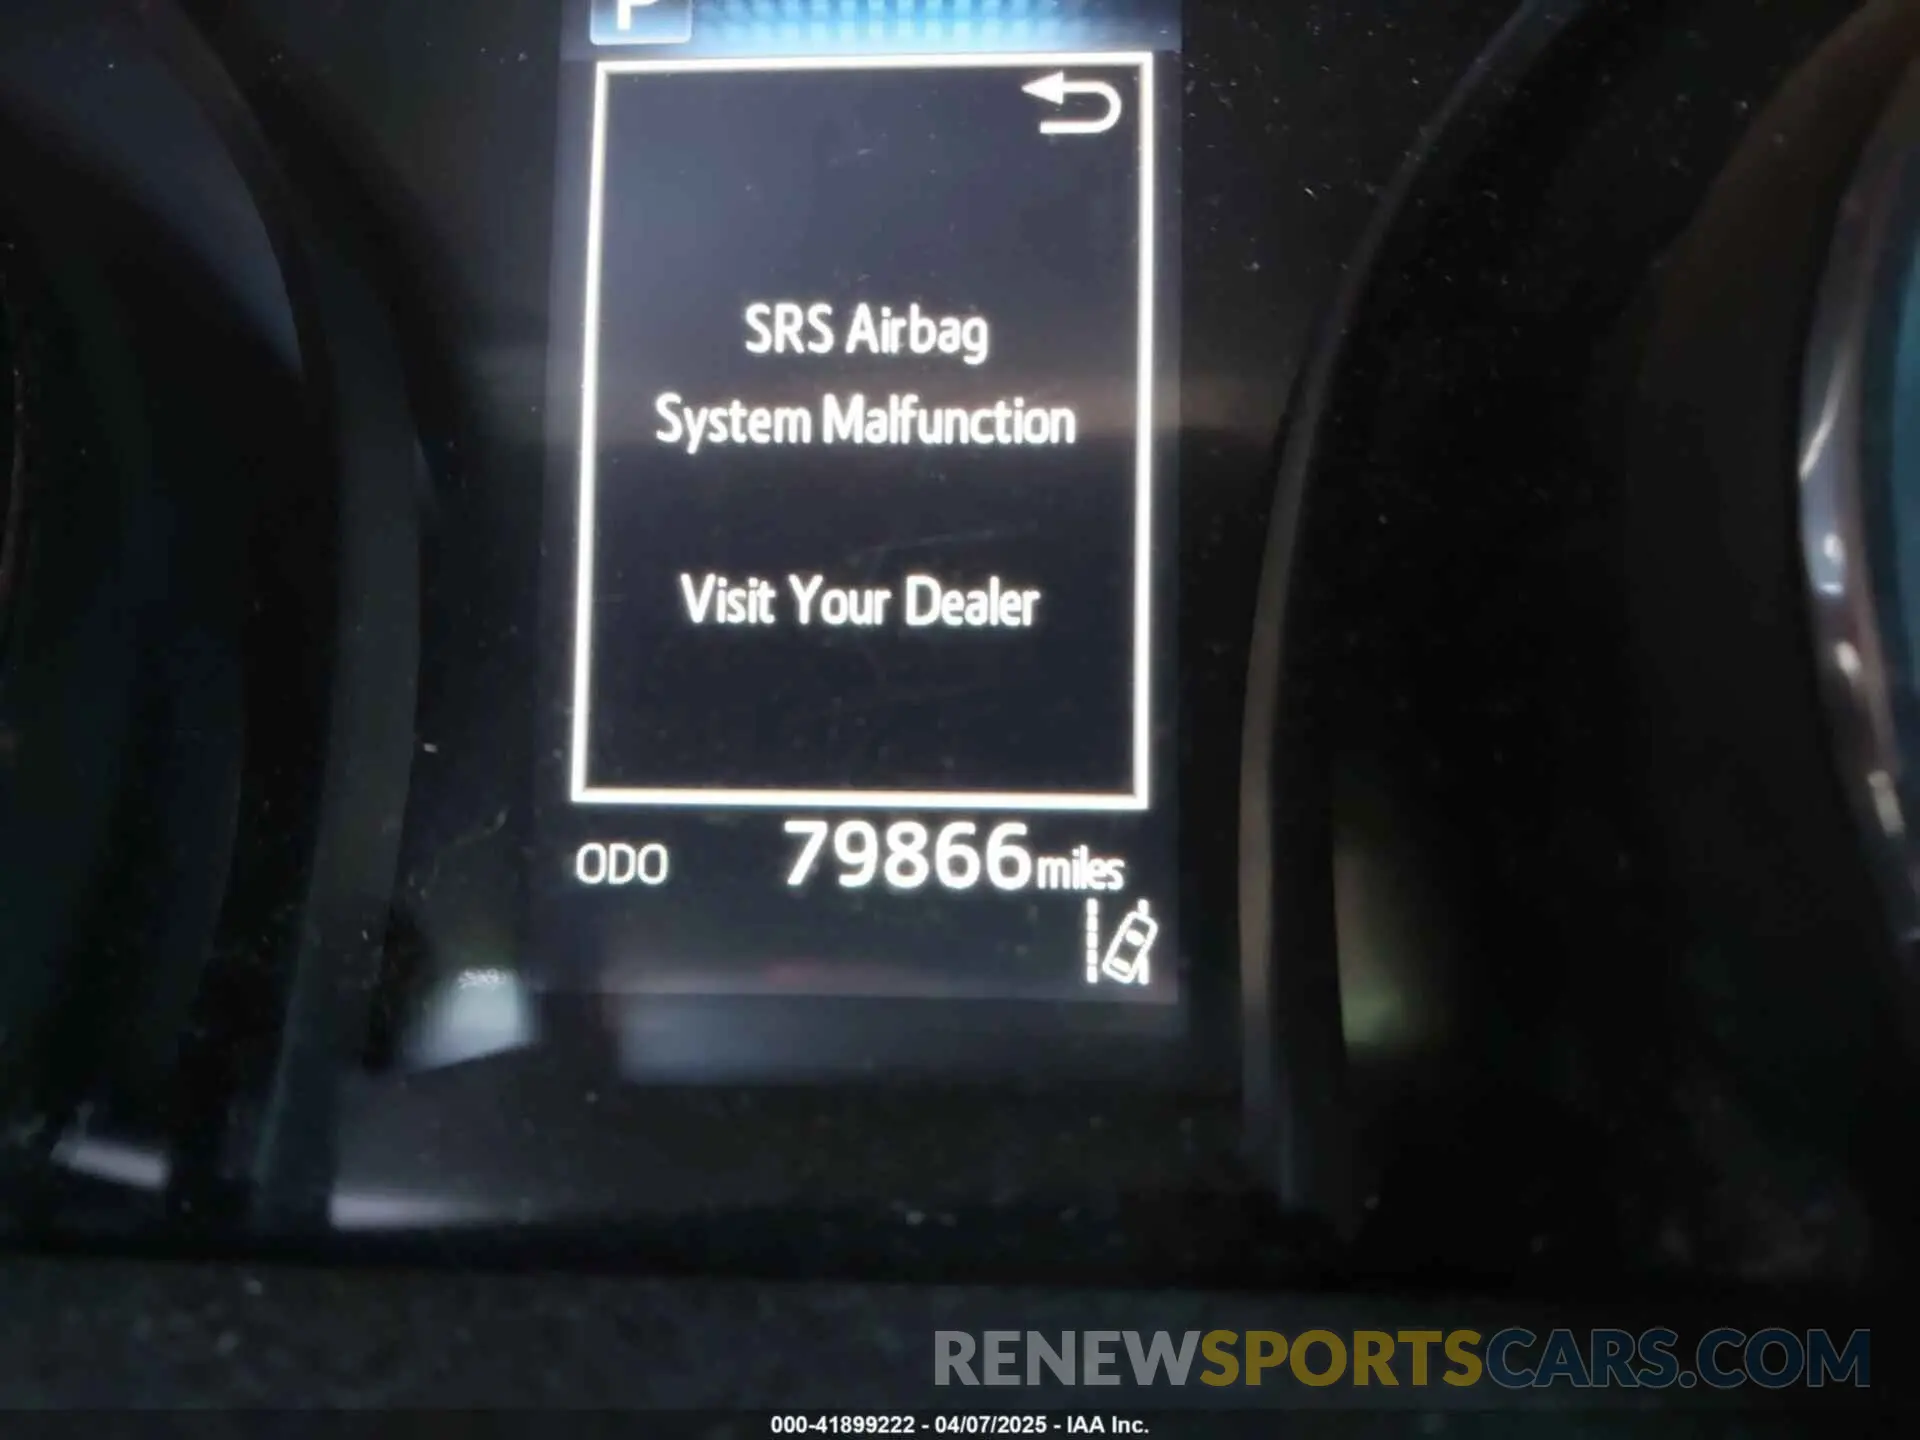 P
SRS Airbag
System Malfunction
Visit Your Dealer
ODO 79866 miles
RENEWSPORTSCARS.COM
000-41899222 - 04/07/2025 - IAA Inc.